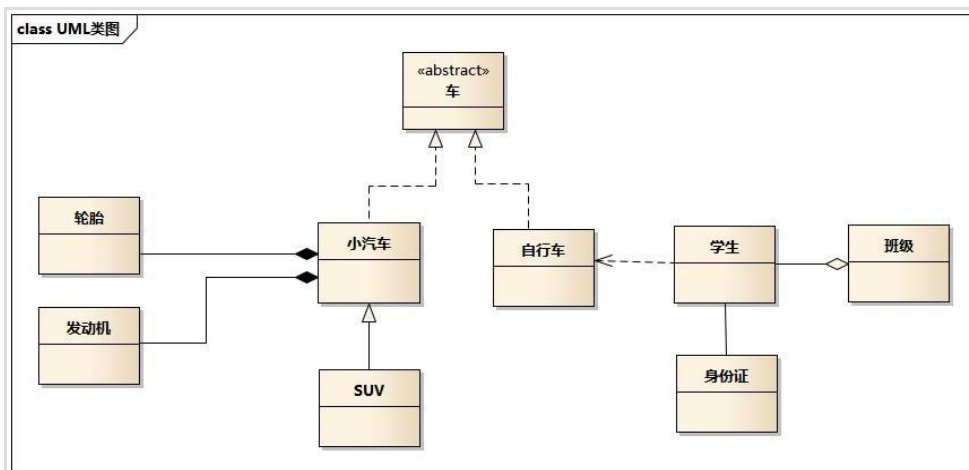 class UML类图
«abstract»
车
轮胎
小汽车
自行车
学生
班级
发动机
SUV
身份证